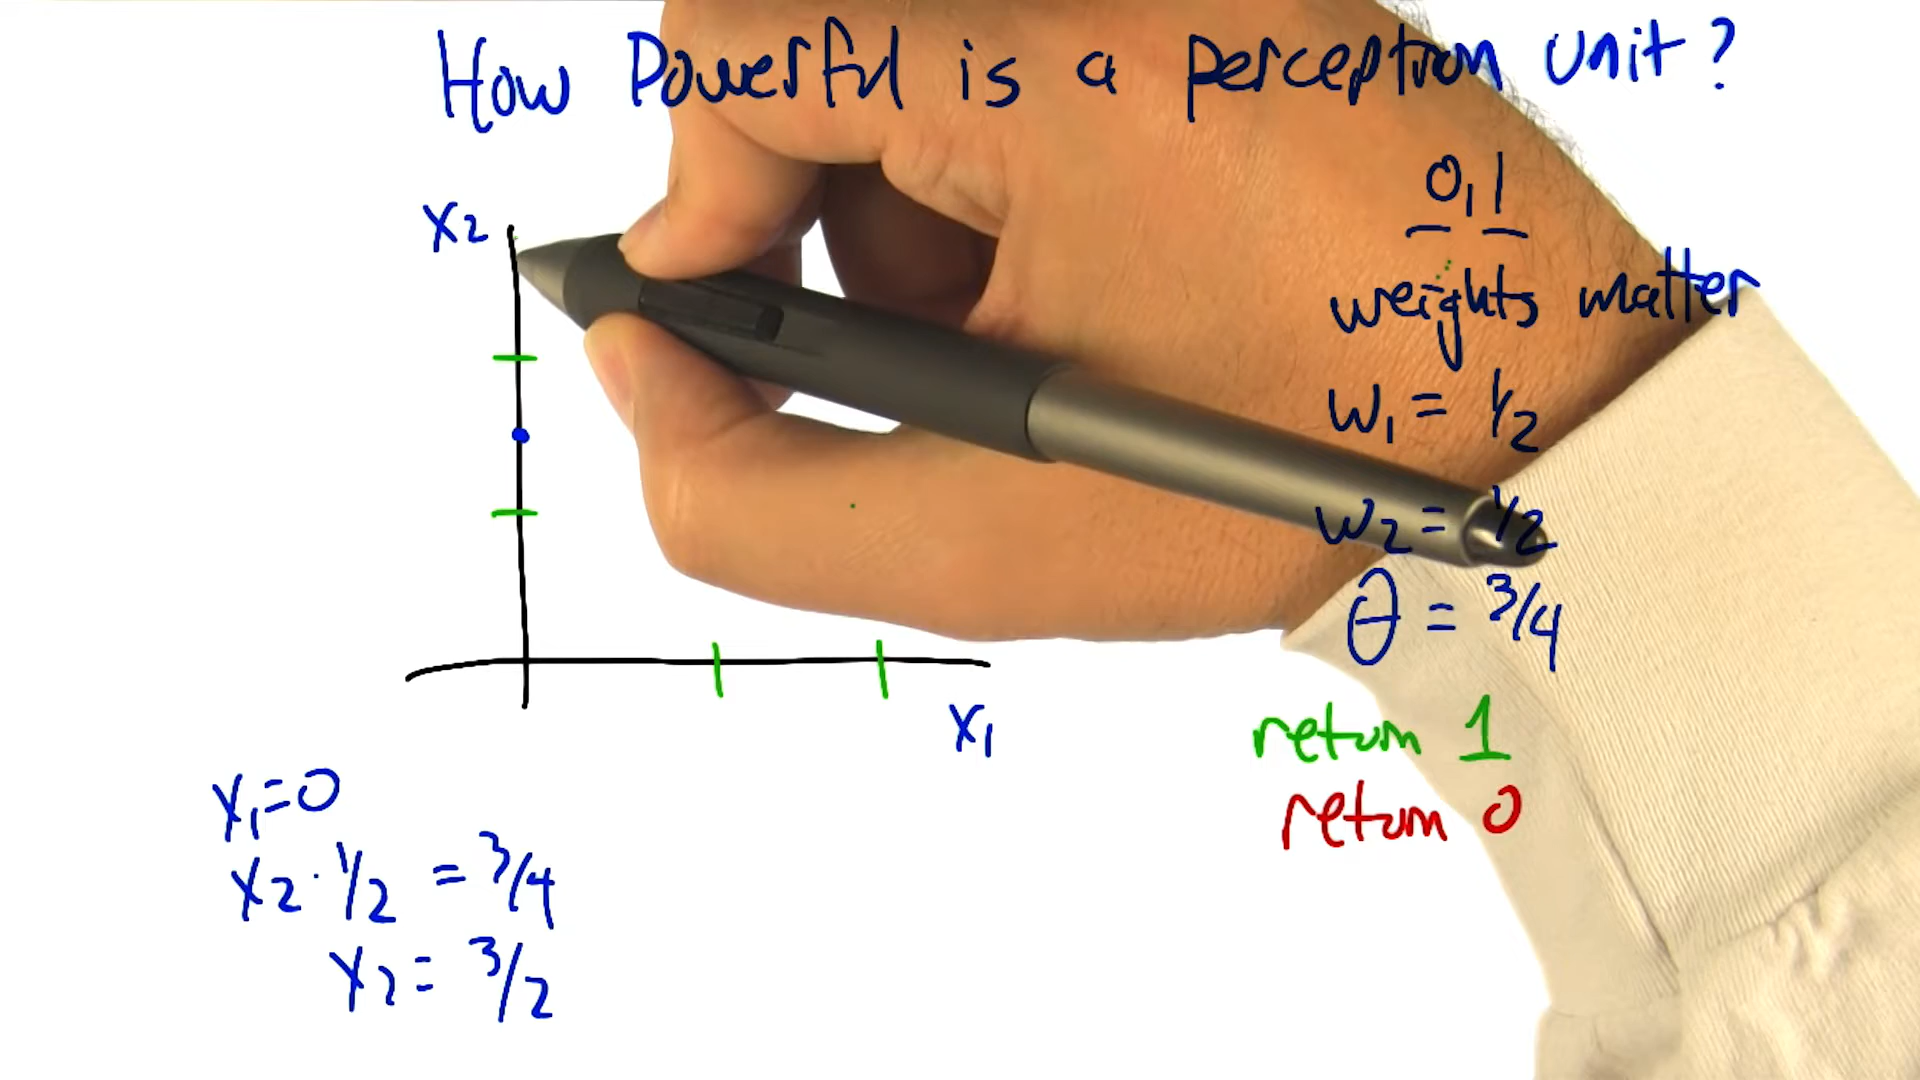 How Powerful is a perceptron unit?
0,1
weights matter
X2
w1 = 1/2
w2 = 1/2
θ = 3/4
X1
return 1
return 0
X1=0
X2·1/2 = 3/4
X2 = 3/2